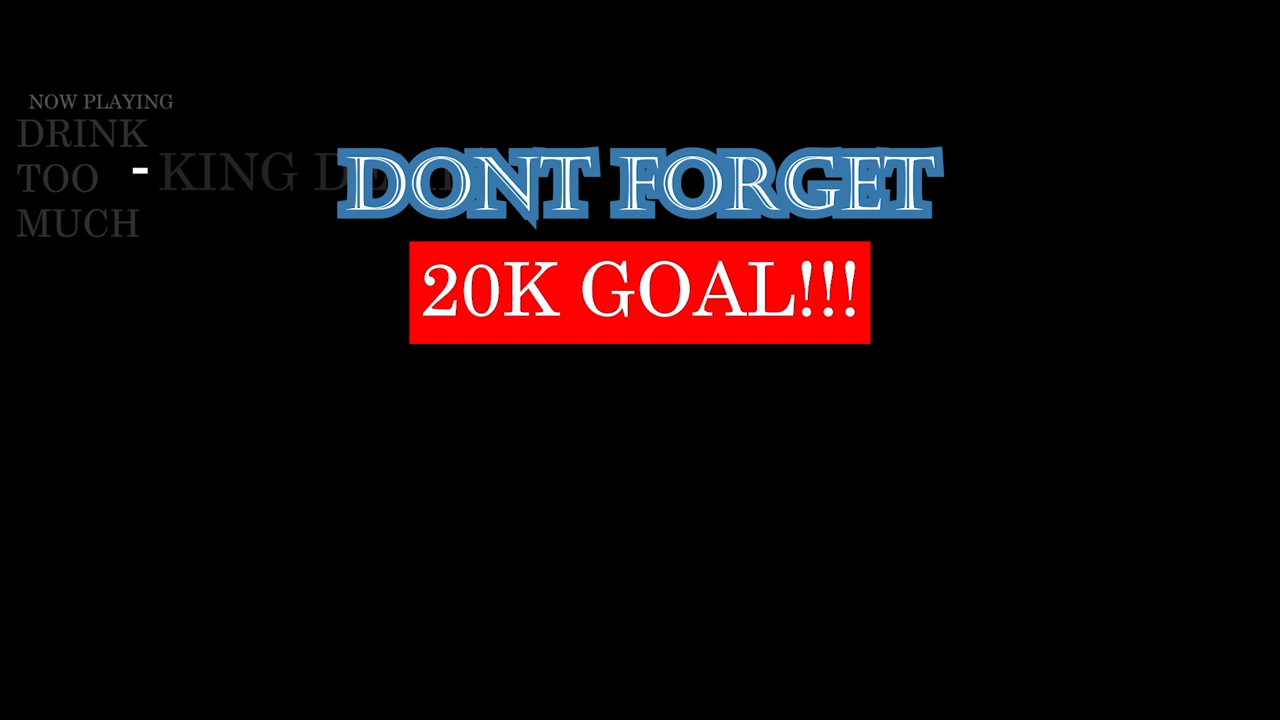 NOW PLAYING
DRINK
TOO
MUCH
- KING
DONT FORGET
20K GOAL!!!